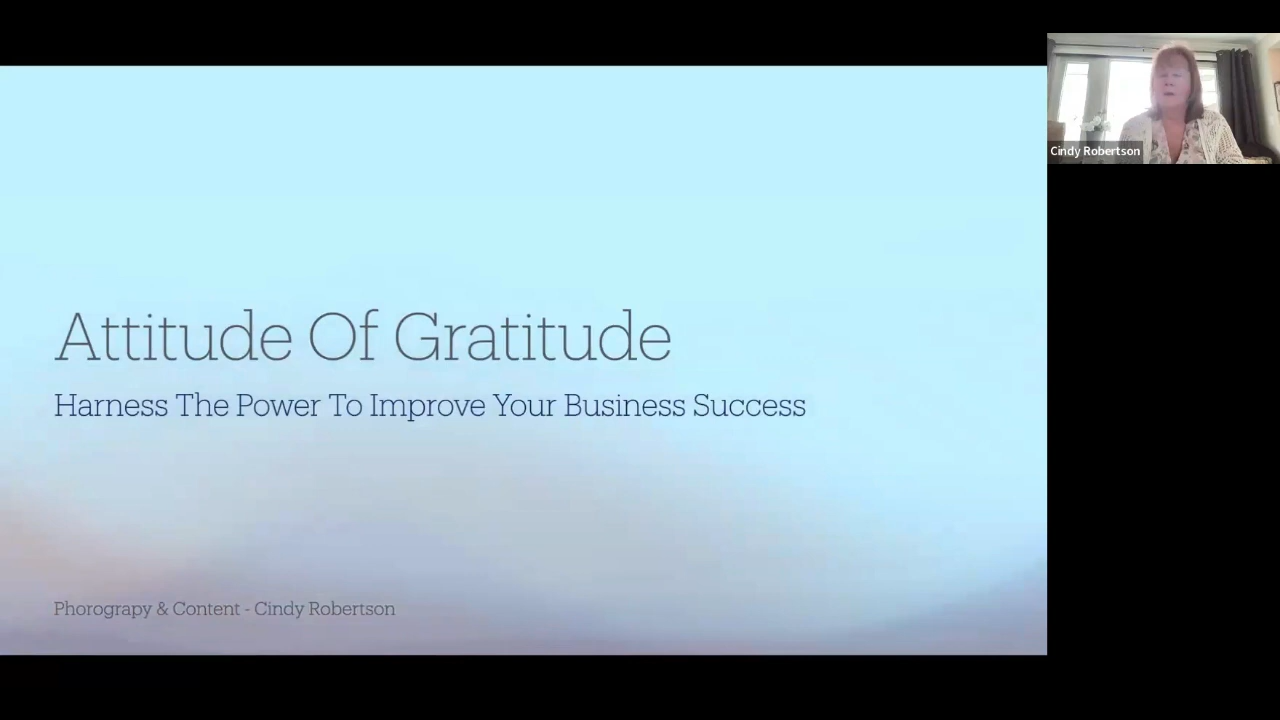 Attitude Of Gratitude
Harness The Power To Improve Your Business Success
Phorograpy & Content - Cindy Robertson
Cindy Robertson